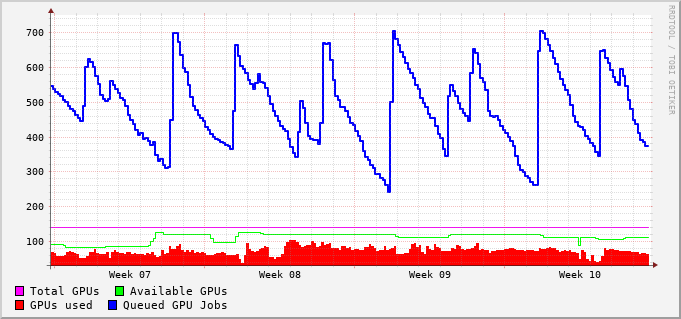 700
600
500
400
300
200
100
Week 07 Week 08 Week 09 Week 10
Total GPUs Available GPUs
GPUs used Queued GPU Jobs
RRDTOOL / TOBI OETIKER